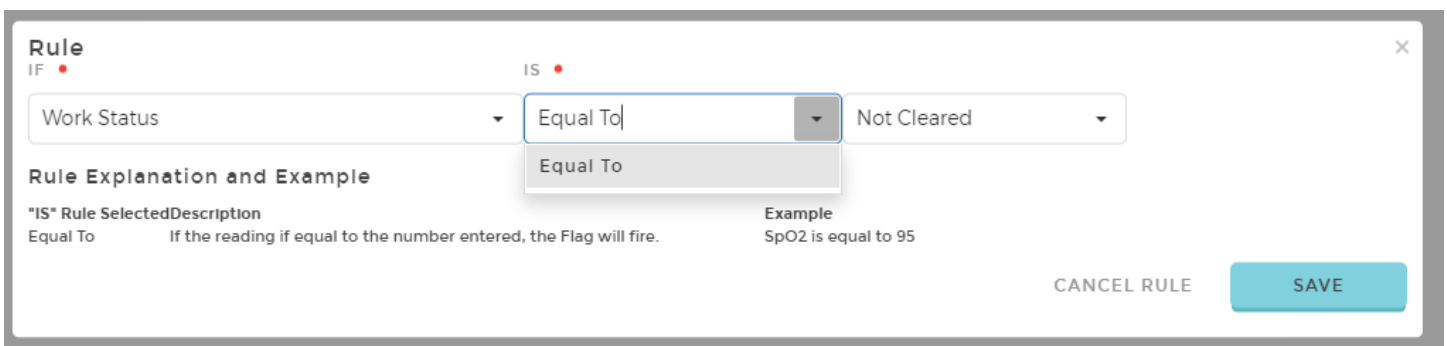 Rule
×
IF
IS
Work Status
Equal To
Not Cleared
Equal To
Rule Explanation and Example
"IS" Rule Selected Description Example
Equal To If the reading if equal to the number entered, the Flag will fire. SpO2 is equal to 95
CANCEL RULE SAVE